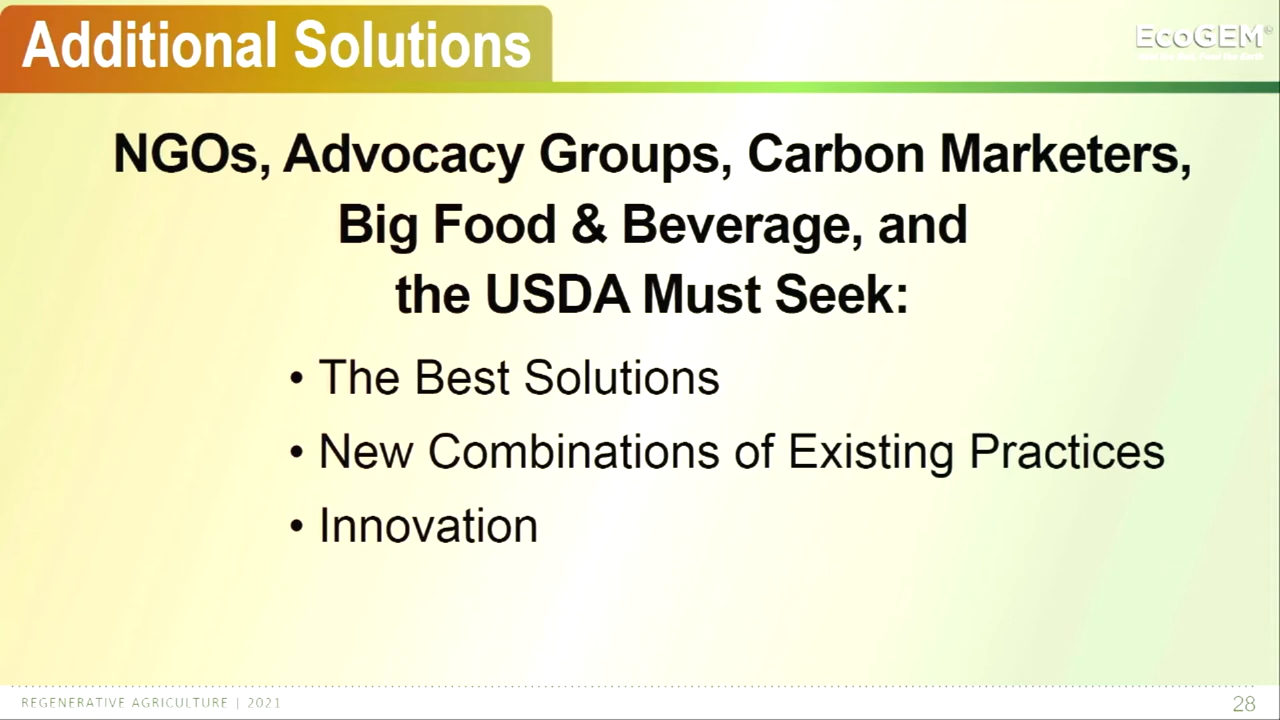 Additional Solutions
EcoGEM®
NGOs, Advocacy Groups, Carbon Marketers,
Big Food & Beverage, and
the USDA Must Seek:
• The Best Solutions
• New Combinations of Existing Practices
• Innovation
REGENERATIVE AGRICULTURE | 2021
28